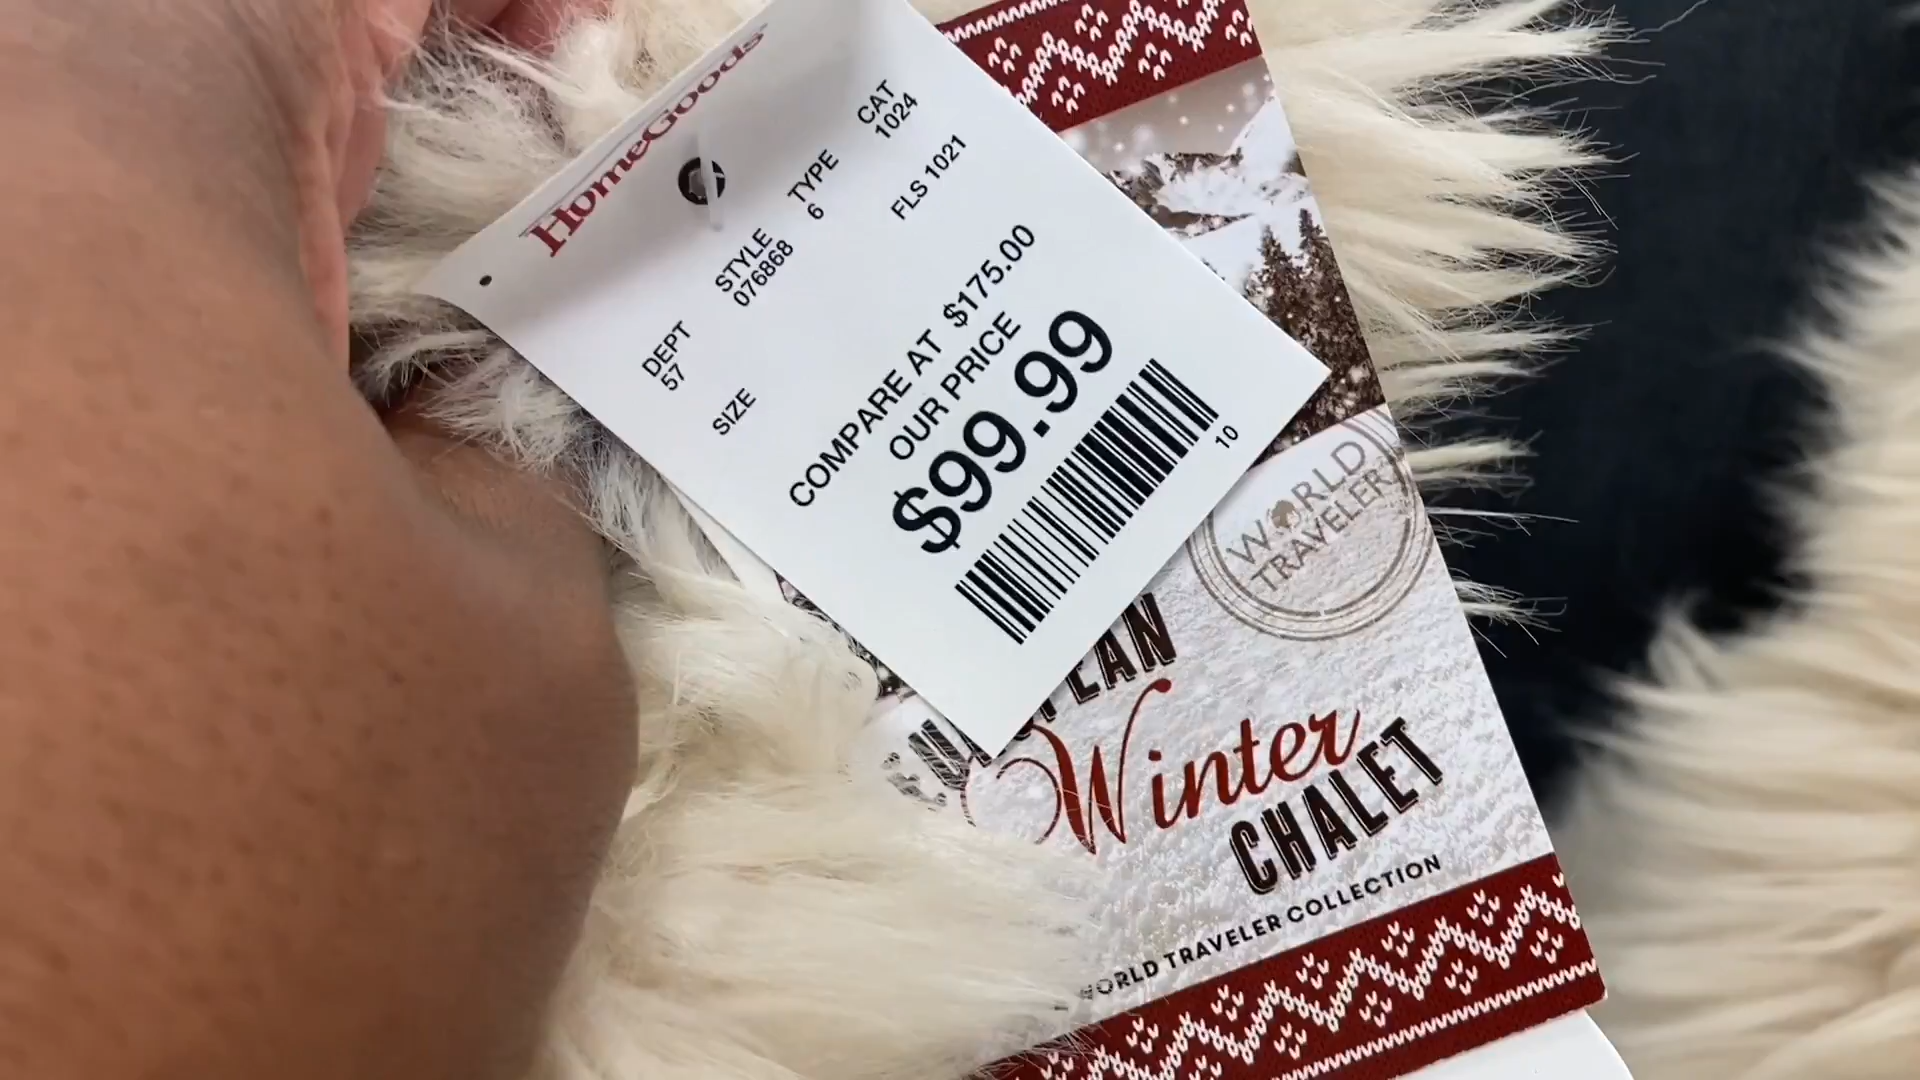 HomeGoods
DEPT
57
STYLE
076868
TYPE
6
CAT
1024
SIZE
FLS 1021
COMPARE AT $175.00
OUR PRICE
$99.99
10
WORLD
TRAVELER
Winter
CHALET
WORLD TRAVELER COLLECTION